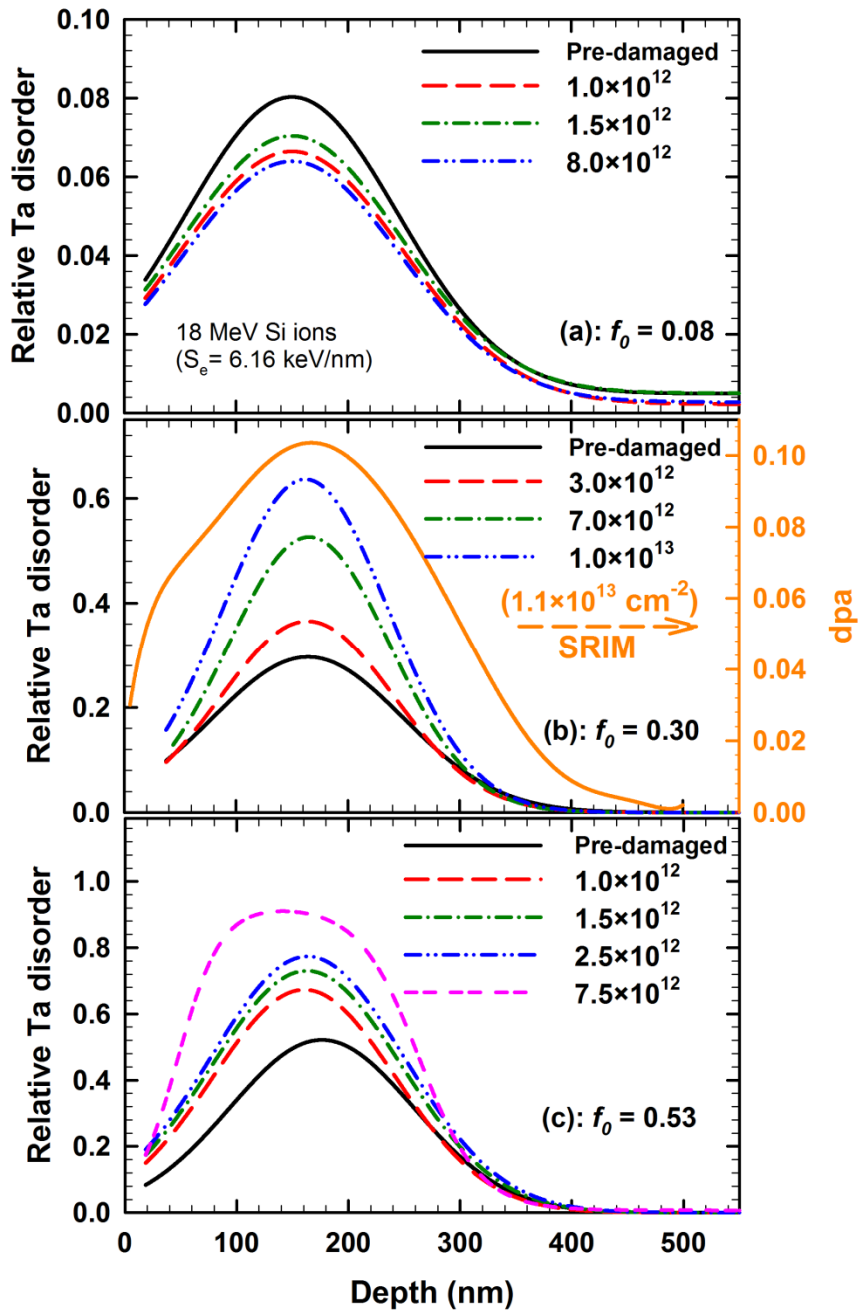 0.10
0.08
0.06
0.04
0.02
0.00
Relative Ta disorder
Pre-damaged
1.0×10¹²
1.5×10¹²
8.0×10¹²
18 MeV Si ions
(Sₑ= 6.16 keV/nm)
(a): f₀ = 0.08
0.6
0.4
0.2
0.0
Relative Ta disorder
Pre-damaged
3.0×10¹²
7.0×10¹²
1.0×10¹³
(1.1×10¹³ cm⁻²)
SRIM
(b): f₀ = 0.30
0.10
0.08
0.06
0.04
0.02
0.00
dpa
1.0
0.8
0.6
0.4
0.2
0.0
Relative Ta disorder
Pre-damaged
1.0×10¹²
1.5×10¹²
2.5×10¹²
7.5×10¹²
(c): f₀ = 0.53
0 100 200 300 400 500
Depth (nm)